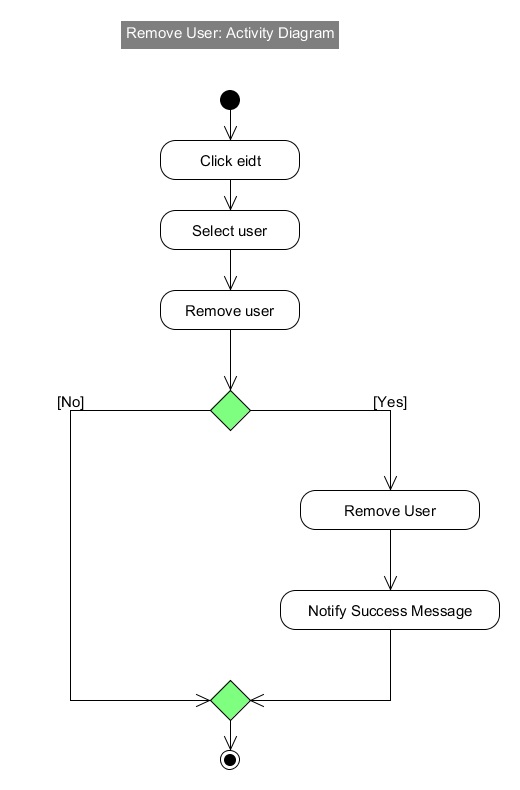 Remove User: Activity Diagram
Click eidt
Select user
Remove user
[No]
[Yes]
Remove User
Notify Success Message